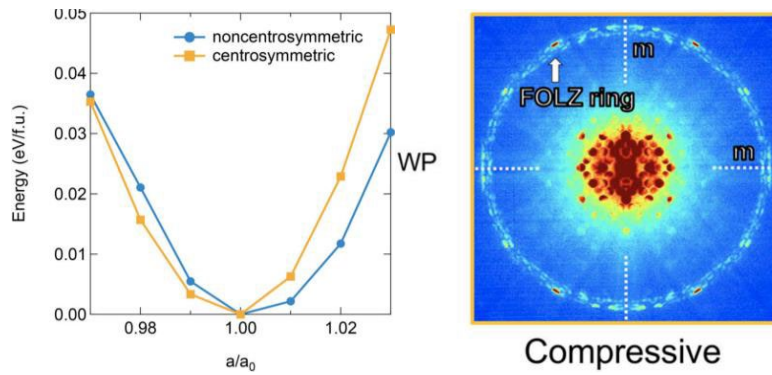 0.05
0.04
0.03
0.02
0.01
0.00
Energy (eV/f.u.)
noncentrosymmetric
centrosymmetric
0.98
1.00
1.02
a/a0
WP
m
FOLZ ring
m
Compressive